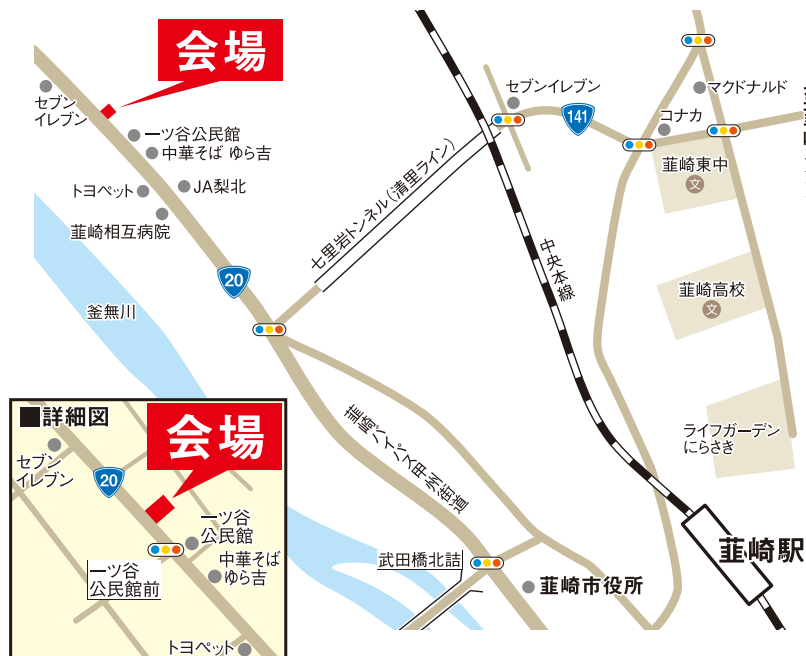 会場
セブン
イレブン
一ツ谷公民館
中華そば ゆら吉
トヨペット
JA梨北
韮崎相互病院
20
釜無川
七里岩トンネル(清里ライン)
セブンイレブン
141
マクドナルド
コナカ
韮崎東中
文
中央本線
韮崎高校
文
ライフガーデン
にらさき
韮崎バイパス甲州街道
武田橋北詰
韮崎市役所
韮崎駅
■詳細図
会場
セブン
イレブン
20
一ツ谷
公民館
一ツ谷
公民館前
中華そば
ゆら吉
トヨペット